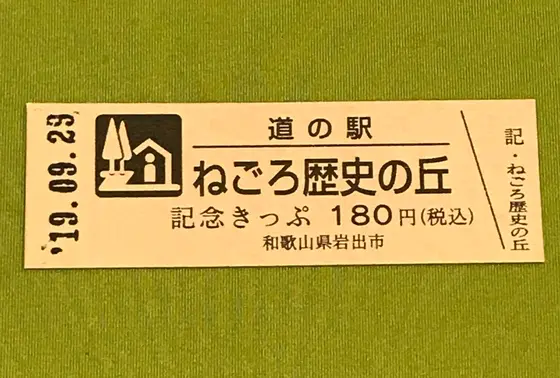 '19.09.23
道の駅
ねごろ歴史の丘
記念きっぷ 180円(税込)
和歌山県岩出市
記・ねごろ歴史の丘